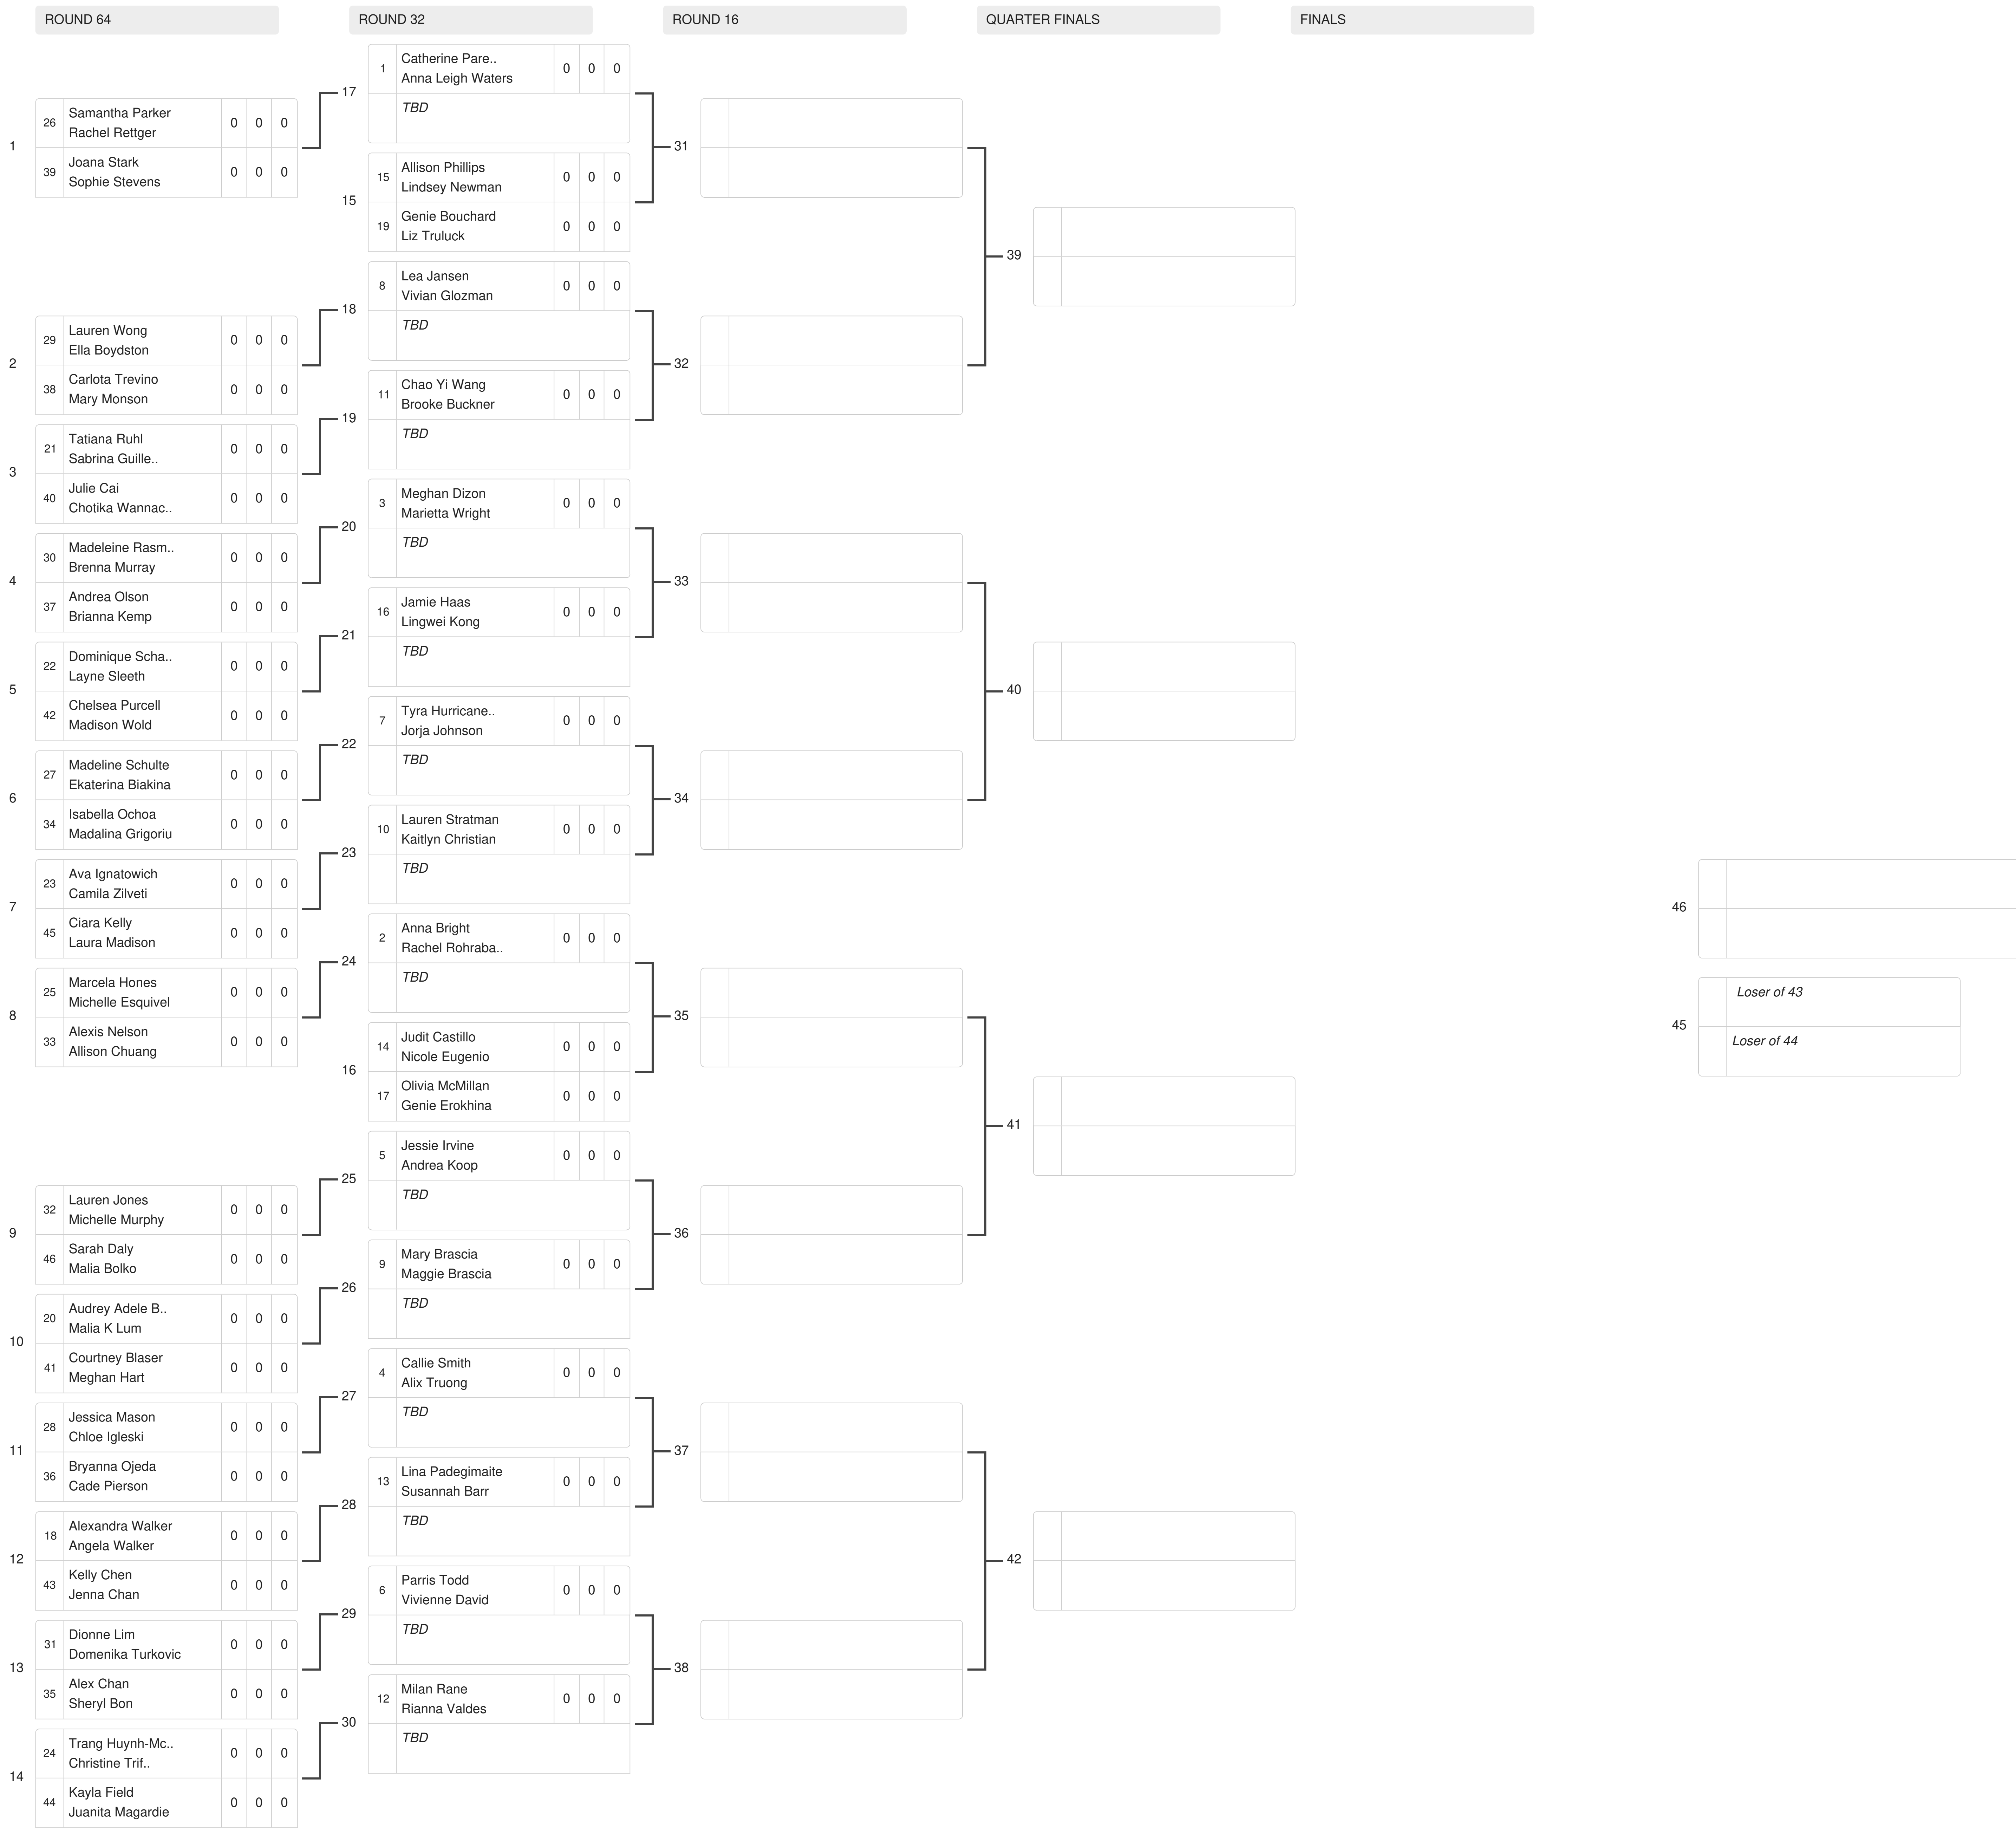 ROUND 64
ROUND 32
ROUND 16
QUARTER FINALS
FINALS
1
26 Samantha Parker 0 0 0
Rachel Rettger
39 Joana Stark 0 0 0
Sophie Stevens
2
29 Lauren Wong 0 0 0
Ella Boydston
38 Carlota Trevino 0 0 0
Mary Monson
3
21 Tatiana Ruhl 0 0 0
Sabrina Guille..
40 Julie Cai 0 0 0
Chotika Wannac..
4
30 Madeleine Rasm.. 0 0 0
Brenna Murray
37 Andrea Olson 0 0 0
Brianna Kemp
5
22 Dominique Scha.. 0 0 0
Layne Sleeth
42 Chelsea Purcell 0 0 0
Madison Wold
6
27 Madeline Schulte 0 0 0
Ekaterina Biakina
34 Isabella Ochoa 0 0 0
Madalina Grigoriu
7
23 Ava Ignatowich 0 0 0
Camila Zilveti
45 Ciara Kelly 0 0 0
Laura Madison
8
25 Marcela Hones 0 0 0
Michelle Esquivel
33 Alexis Nelson 0 0 0
Allison Chuang
9
32 Lauren Jones 0 0 0
Michelle Murphy
46 Sarah Daly 0 0 0
Malia Bolko
10
20 Audrey Adele B.. 0 0 0
Malia K Lum
41 Courtney Blaser 0 0 0
Meghan Hart
11
28 Jessica Mason 0 0 0
Chloe Igleski
36 Bryanna Ojeda 0 0 0
Cade Pierson
12
18 Alexandra Walker 0 0 0
Angela Walker
43 Kelly Chen 0 0 0
Jenna Chan
13
31 Dionne Lim 0 0 0
Domenika Turkovic
35 Alex Chan 0 0 0
Sheryl Bon
14
24 Trang Huynh-Mc.. 0 0 0
Christine Trif..
44 Kayla Field 0 0 0
Juanita Magardie
17
1 Catherine Pare.. 0 0 0
Anna Leigh Waters
TBD
15
15 Allison Phillips 0 0 0
Lindsey Newman
19 Genie Bouchard 0 0 0
Liz Truluck
18
8 Lea Jansen 0 0 0
Vivian Glozman
TBD
19
11 Chao Yi Wang 0 0 0
Brooke Buckner
TBD
20
3 Meghan Dizon 0 0 0
Marietta Wright
TBD
21
16 Jamie Haas 0 0 0
Lingwei Kong
TBD
22
7 Tyra Hurricane.. 0 0 0
Jorja Johnson
TBD
23
10 Lauren Stratman 0 0 0
Kaitlyn Christian
TBD
24
2 Anna Bright 0 0 0
Rachel Rohraba..
TBD
16
14 Judit Castillo 0 0 0
Nicole Eugenio
17 Olivia McMillan 0 0 0
Genie Erokhina
25
5 Jessie Irvine 0 0 0
Andrea Koop
TBD
26
9 Mary Brascia 0 0 0
Maggie Brascia
TBD
27
4 Callie Smith 0 0 0
Alix Truong
TBD
28
13 Lina Padegimaite 0 0 0
Susannah Barr
TBD
29
6 Parris Todd 0 0 0
Vivienne David
TBD
30
12 Milan Rane 0 0 0
Rianna Valdes
TBD
31
32
33
34
35
36
37
38
39
40
41
42
46
45
Loser of 43
Loser of 44